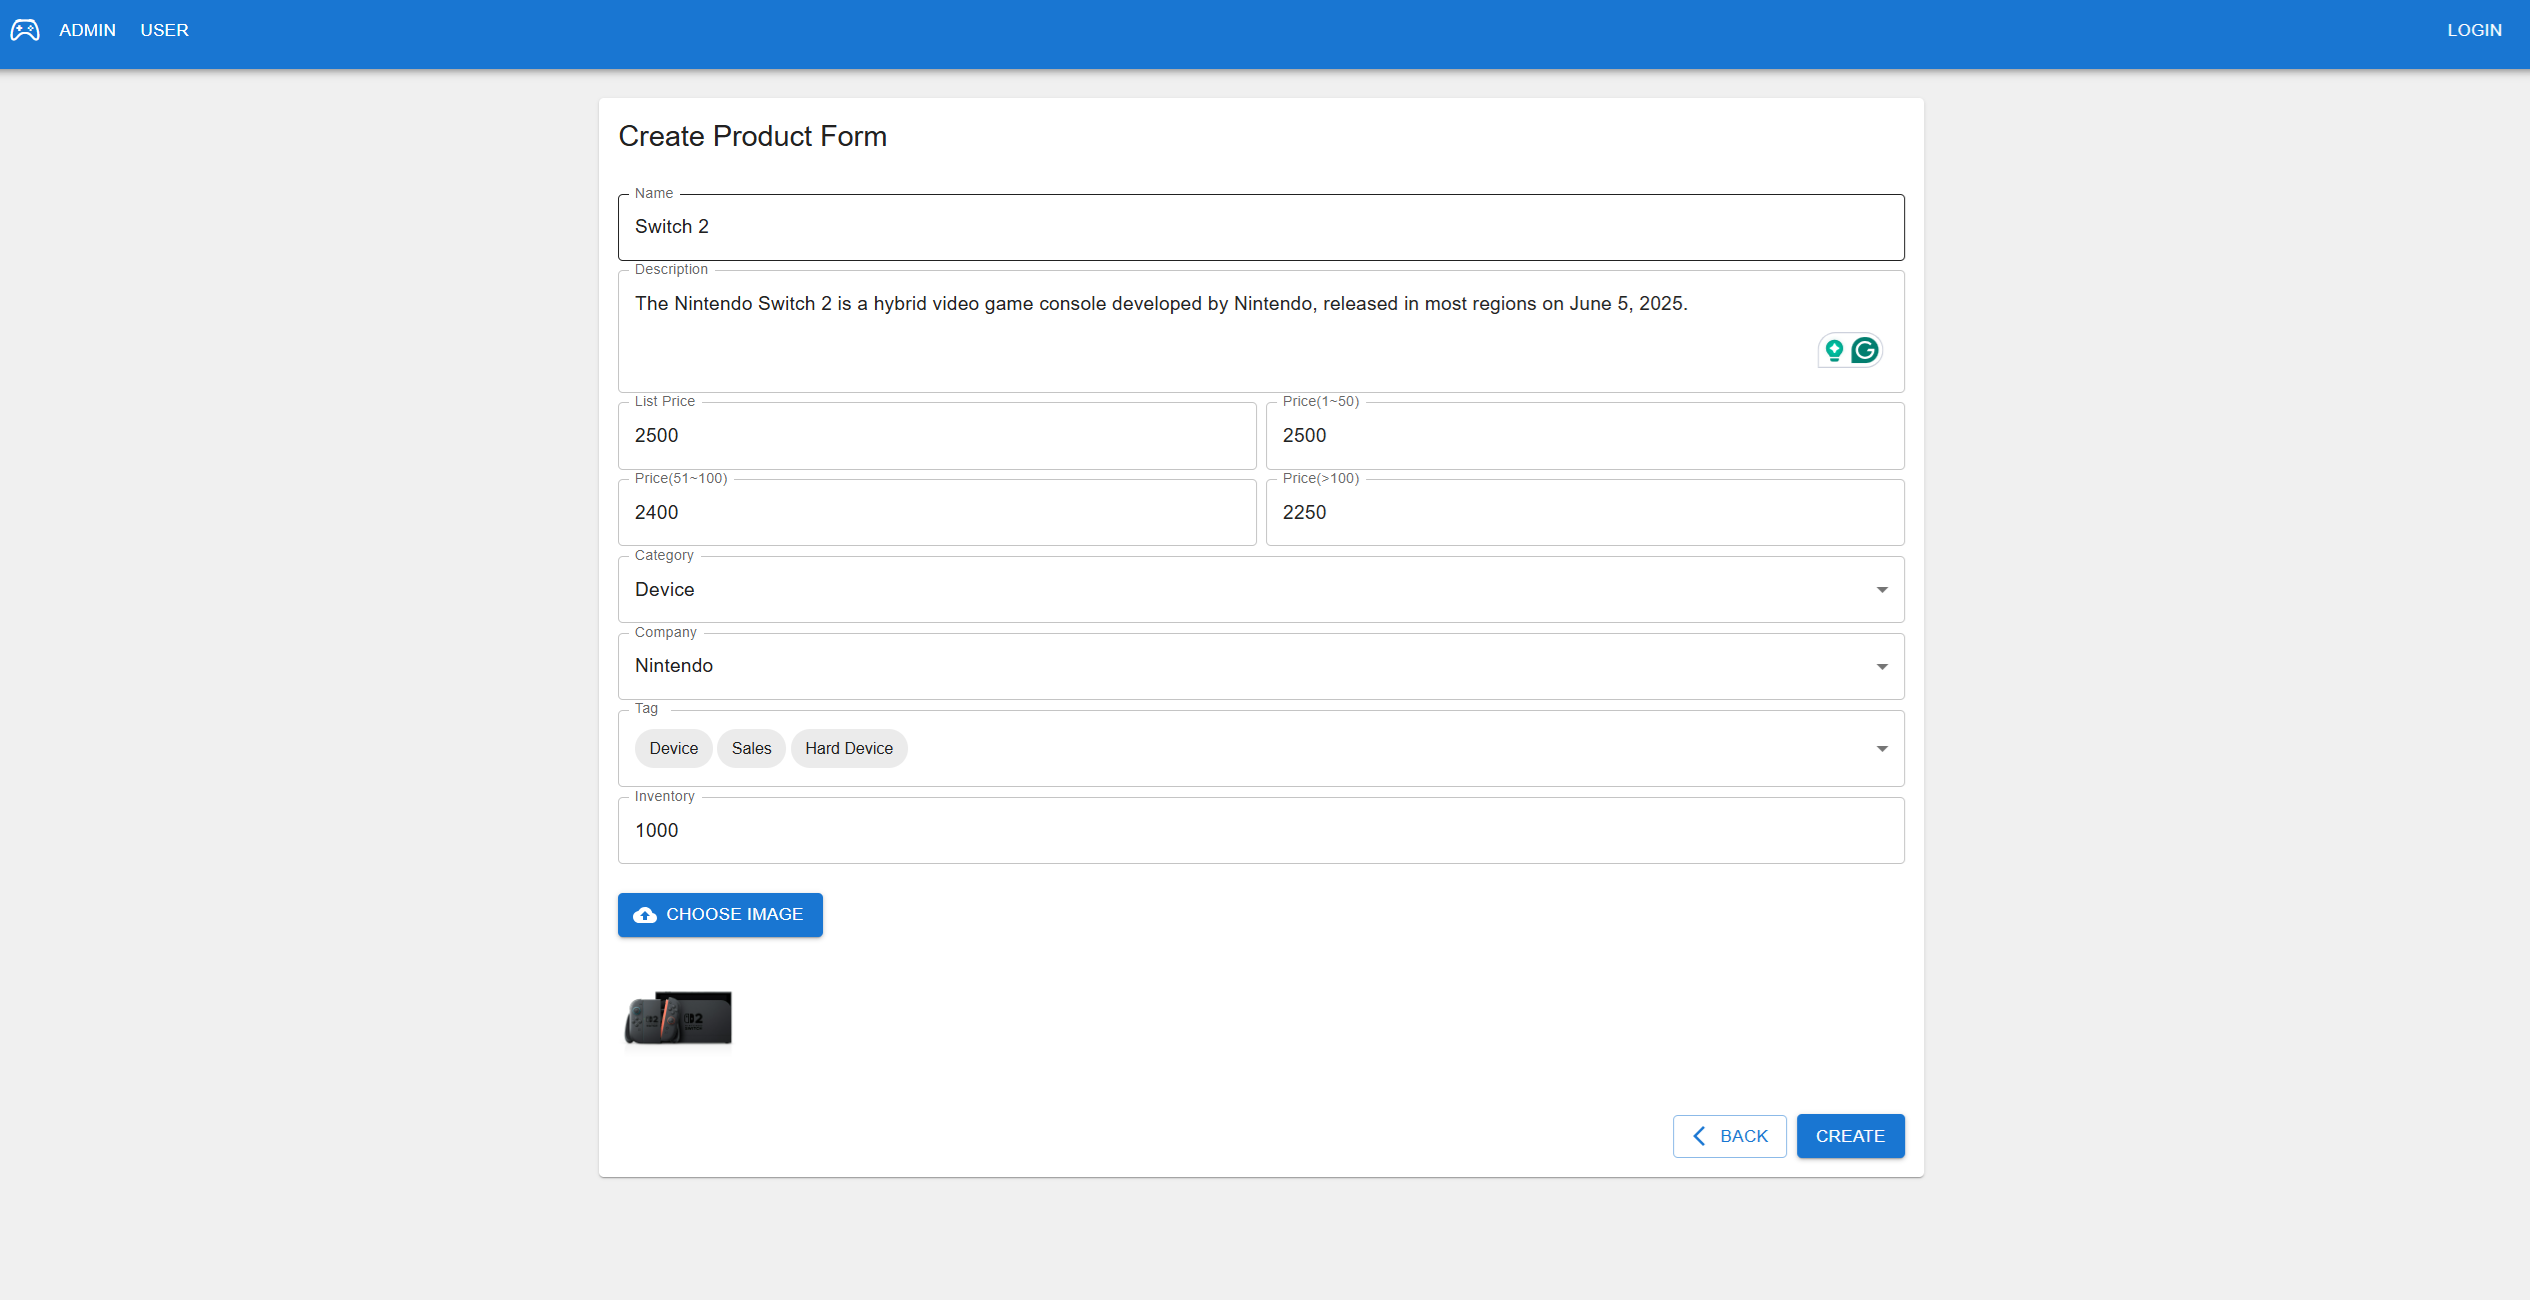 ADMIN USER LOGIN
Create Product Form
Name
Switch 2
Description
The Nintendo Switch 2 is a hybrid video game console developed by Nintendo, released in most regions on June 5, 2025.
List Price Price(1~50)
2500 2500
Price(51~100) Price(>100)
2400 2250
Category
Device
Company
Nintendo
Tag
Device Sales Hard Device
Inventory
1000
CHOOSE IMAGE
2 2
BACK CREATE